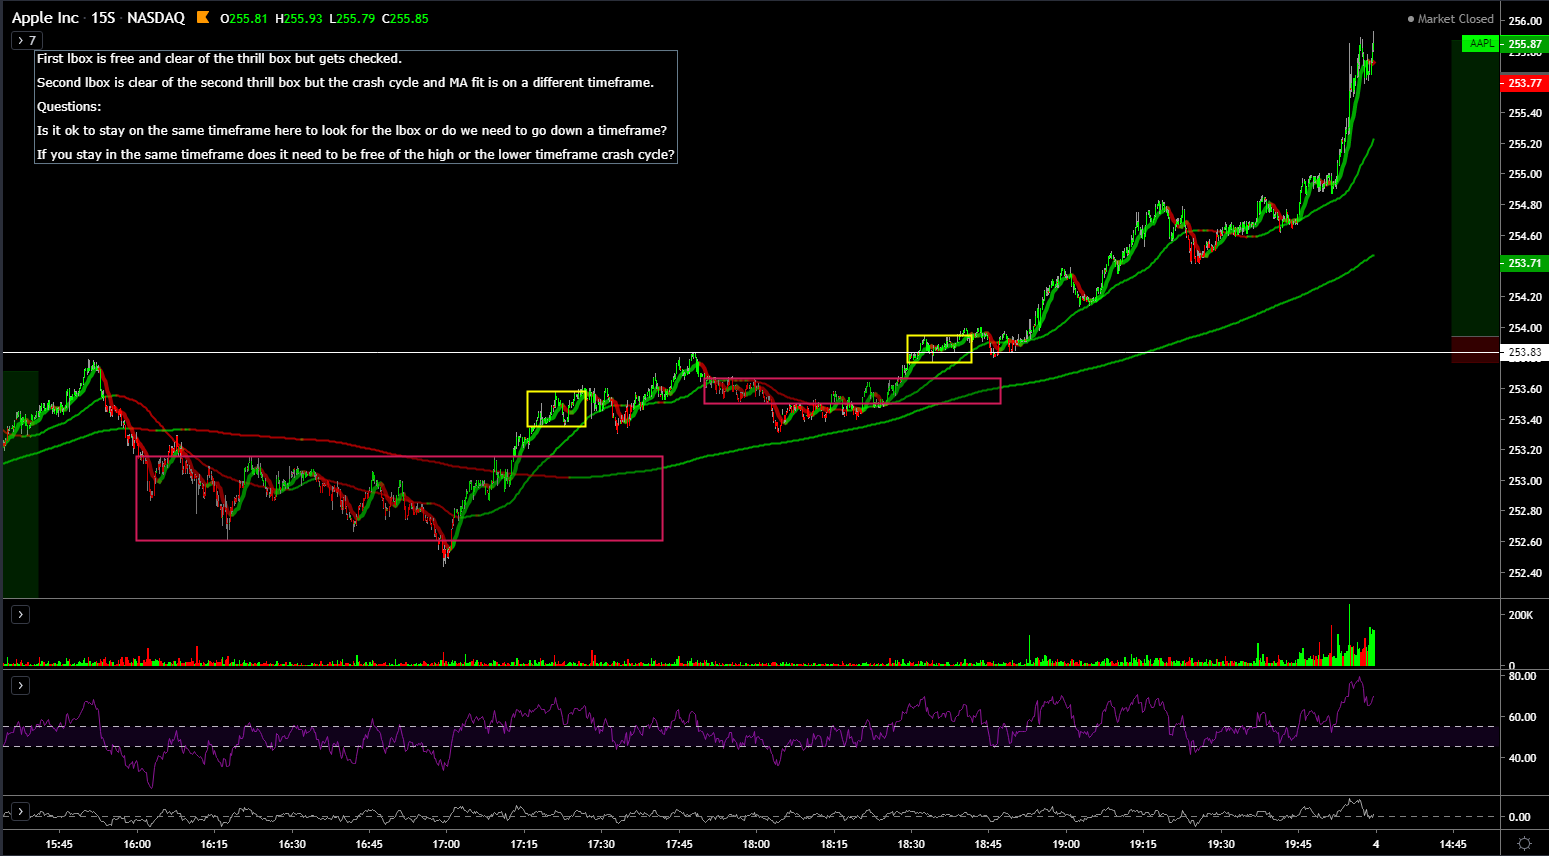 Apple Inc · 15S · NASDAQ O255.81 H255.93 L255.79 C255.85
Market Closed
7
First lbox is free and clear of the thrill box but gets checked.
Second lbox is clear of the second thrill box but the crash cycle and MA fit is on a different timeframe.
Questions:
Is it ok to stay on the same timeframe here to look for the lbox or do we need to go down a timeframe?
If you stay in the same timeframe does it need to be free of the high or the lower timeframe crash cycle?
256.00
AAPL 255.87
253.77
255.40
255.20
255.00
254.80
254.60
253.71
254.20
254.00
253.83
253.60
253.40
253.20
253.00
252.80
252.60
252.40
200K
0
80.00
60.00
40.00
0.00
15:45 16:00 16:15 16:30 16:45 17:00 17:15 17:30 17:45 18:00 18:15 18:30 18:45 19:00 19:15 19:30 19:45 4 14:45